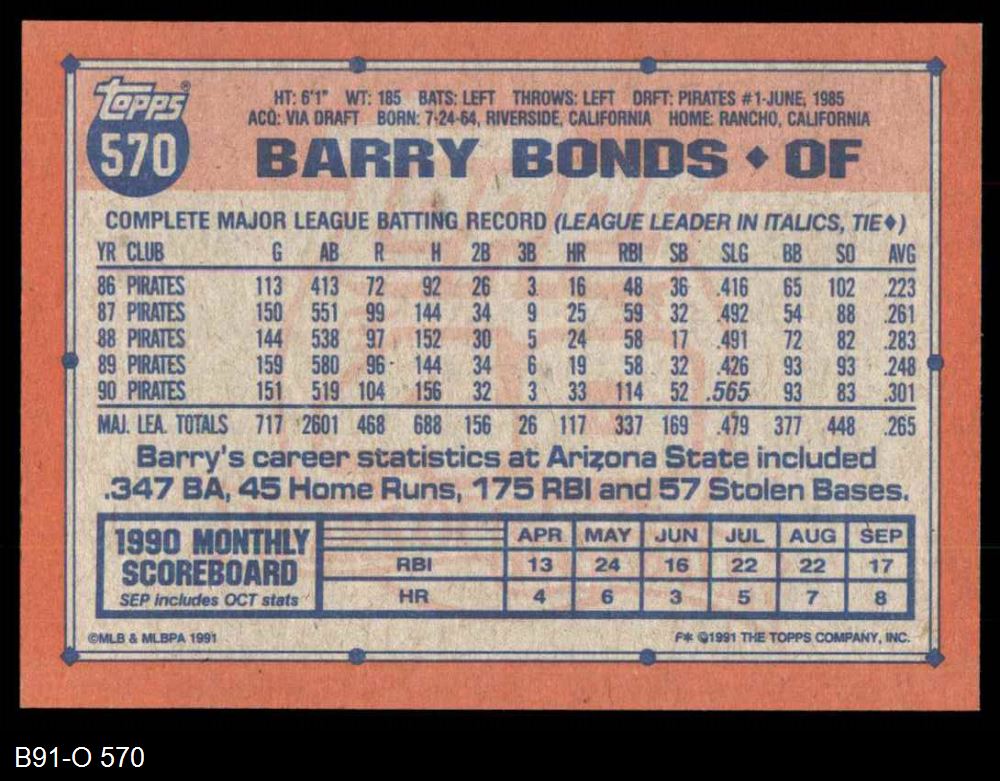 Topps®
570
HT: 6'1" WT: 185 BATS: LEFT THROWS: LEFT DRFT: PIRATES #1-JUNE, 1985
ACQ: VIA DRAFT BORN: 7-24-64, RIVERSIDE, CALIFORNIA HOME: RANCHO, CALIFORNIA
BARRY BONDS ♦ OF
COMPLETE MAJOR LEAGUE BATTING RECORD (LEAGUE LEADER IN ITALICS, TIE♦)
YR CLUB G AB R H 2B 3B HR RBI SB SLG BB SO AVG
86 PIRATES 113 413 72 92 26 3 16 48 36 .416 65 102 .223
87 PIRATES 150 551 99 144 34 9 25 59 32 .492 54 88 .261
88 PIRATES 144 538 97 152 30 5 24 58 17 .491 72 82 .283
89 PIRATES 159 580 96 144 34 6 19 58 32 .426 93 93 .248
90 PIRATES 151 519 104 156 32 3 33 114 52 .565 93 83 .301
MAJ. LEA. TOTALS 717 2601 468 688 156 26 117 337 169 .479 377 448 .265
Barry's career statistics at Arizona State included
.347 BA, 45 Home Runs, 175 RBI and 57 Stolen Bases.
1990 MONTHLY
SCOREBOARD
SEP includes OCT stats
APR MAY JUN JUL AUG SEP
RBI 13 24 16 22 22 17
HR 4 6 3 5 7 8
©MLB & MLBPA 1991
F* ©1991 THE TOPPS COMPANY, INC.
B91-O 570